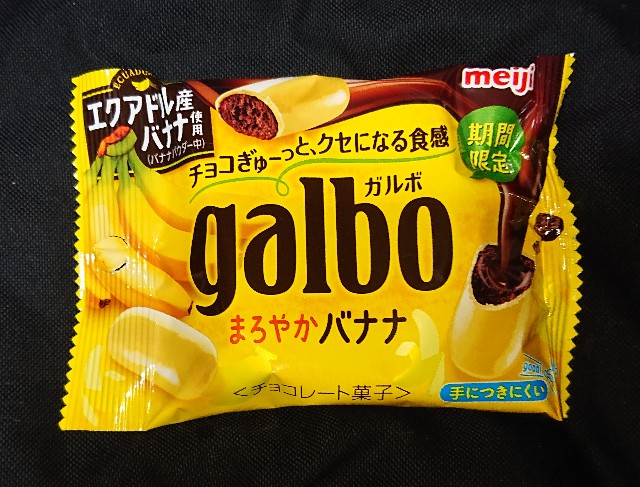 ECUADOR
meiji
エクアドル産
バナナ使用
(バナナパウダー中)
期間
限定
チョコぎゅーっと、クセになる食感
ガルボ
galbo
まろやかバナナ
good!
<チョコレート菓子>
手につきにくい